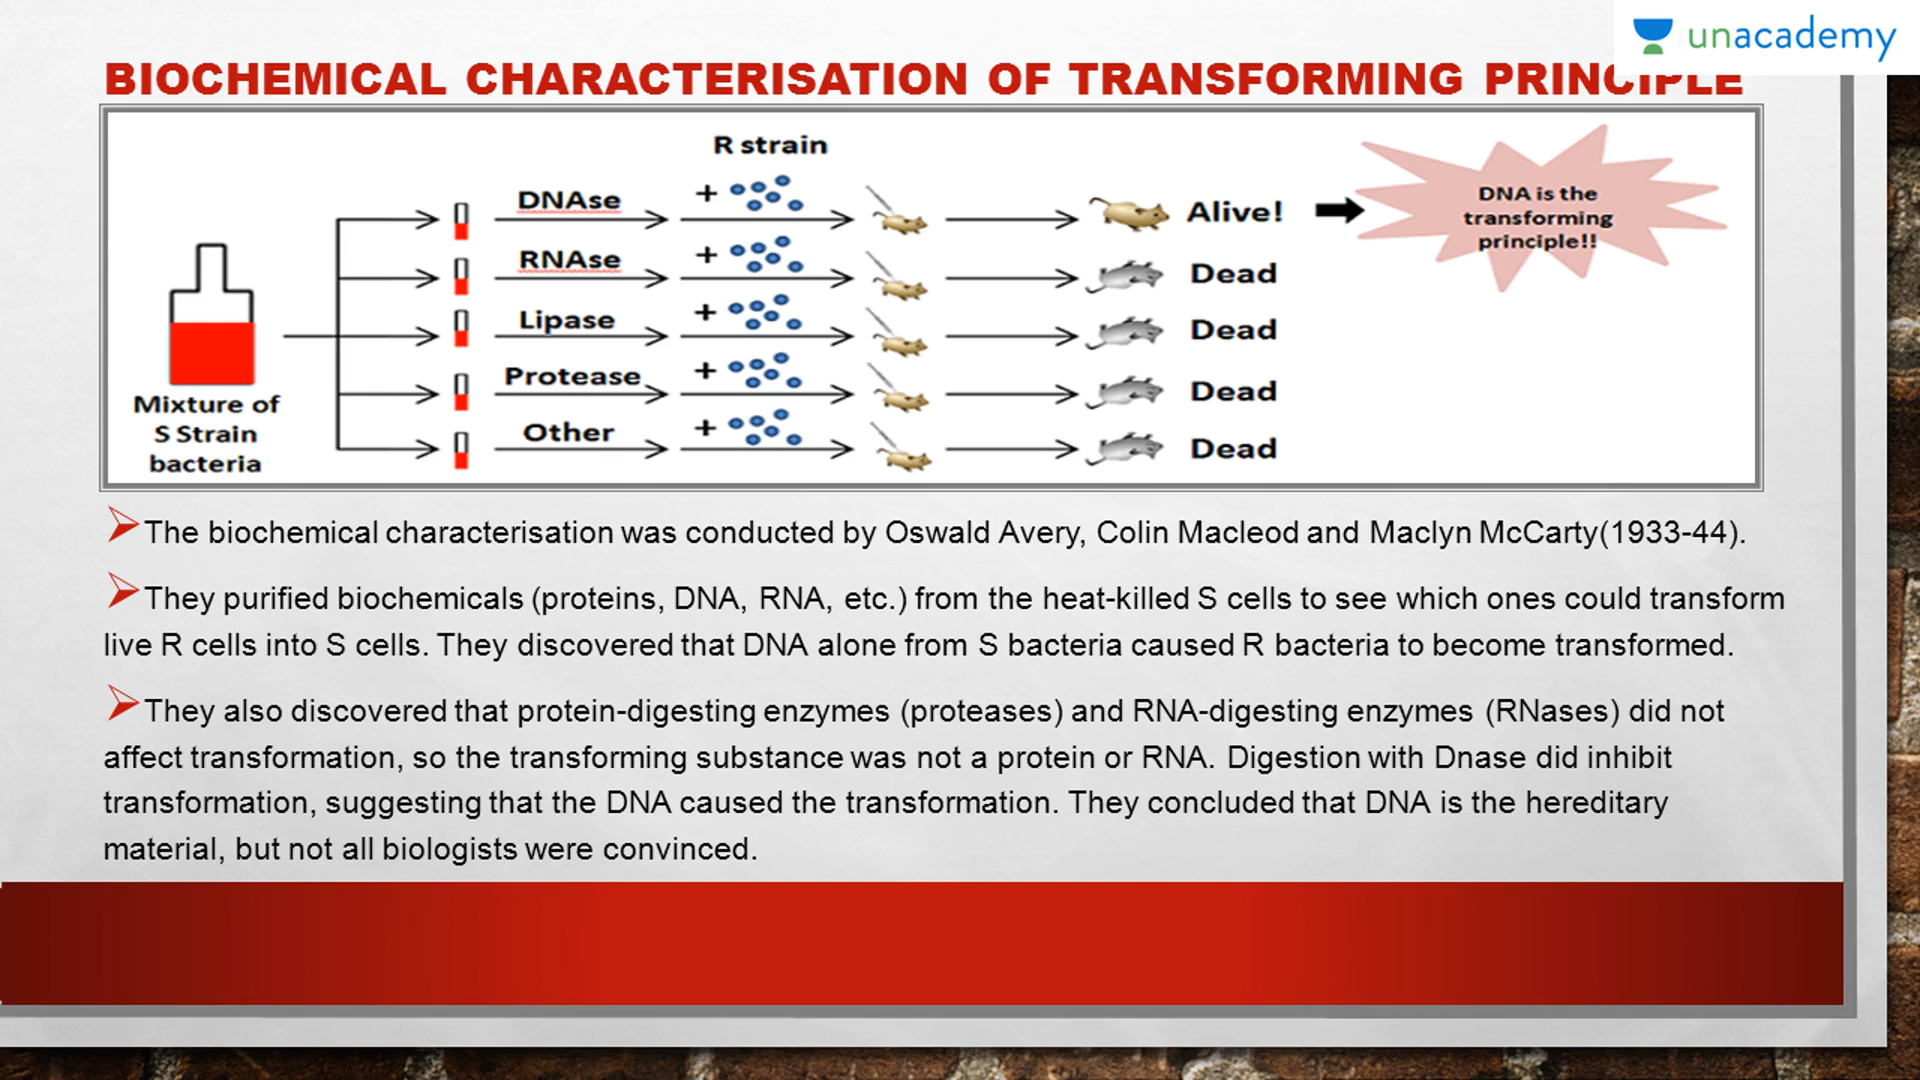 unacademy
BIOCHEMICAL CHARACTERISATION OF TRANSFORMING PRINCIPLE
R strain
DNAse + Alive!
RNAse + Dead
Lipase + Dead
Protease + Dead
Other + Dead
Mixture of
S Strain
bacteria
DNA is the
transforming
principle!!
The biochemical characterisation was conducted by Oswald Avery, Colin Macleod and Maclyn McCarty(1933-44).
They purified biochemicals (proteins, DNA, RNA, etc.) from the heat-killed S cells to see which ones could transform
live R cells into S cells. They discovered that DNA alone from S bacteria caused R bacteria to become transformed.
They also discovered that protein-digesting enzymes (proteases) and RNA-digesting enzymes (RNases) did not
affect transformation, so the transforming substance was not a protein or RNA. Digestion with Dnase did inhibit
transformation, suggesting that the DNA caused the transformation. They concluded that DNA is the hereditary
material, but not all biologists were convinced.